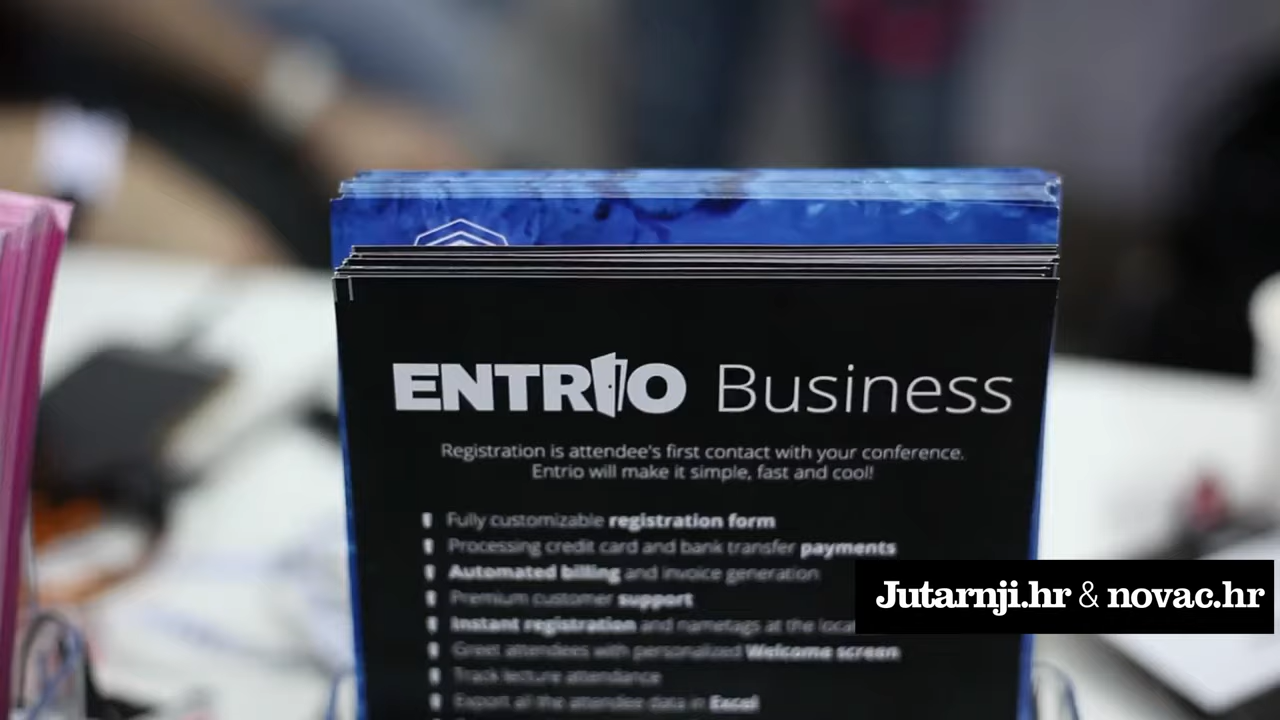 ENTRIO Business
Registration is attendee's first contact with your conference.
Entrio will make it simple, fast and cool!
Fully customizable registration form
Processing credit card and bank transfer payments
Automated billing and invoice generation
Premium customer support
Instant registration and nametags at the
Greet attendees with personalized Welcome screen
Track lecture attendance
Export all the attendee data in Excel
Jutarnji.hr & novac.hr